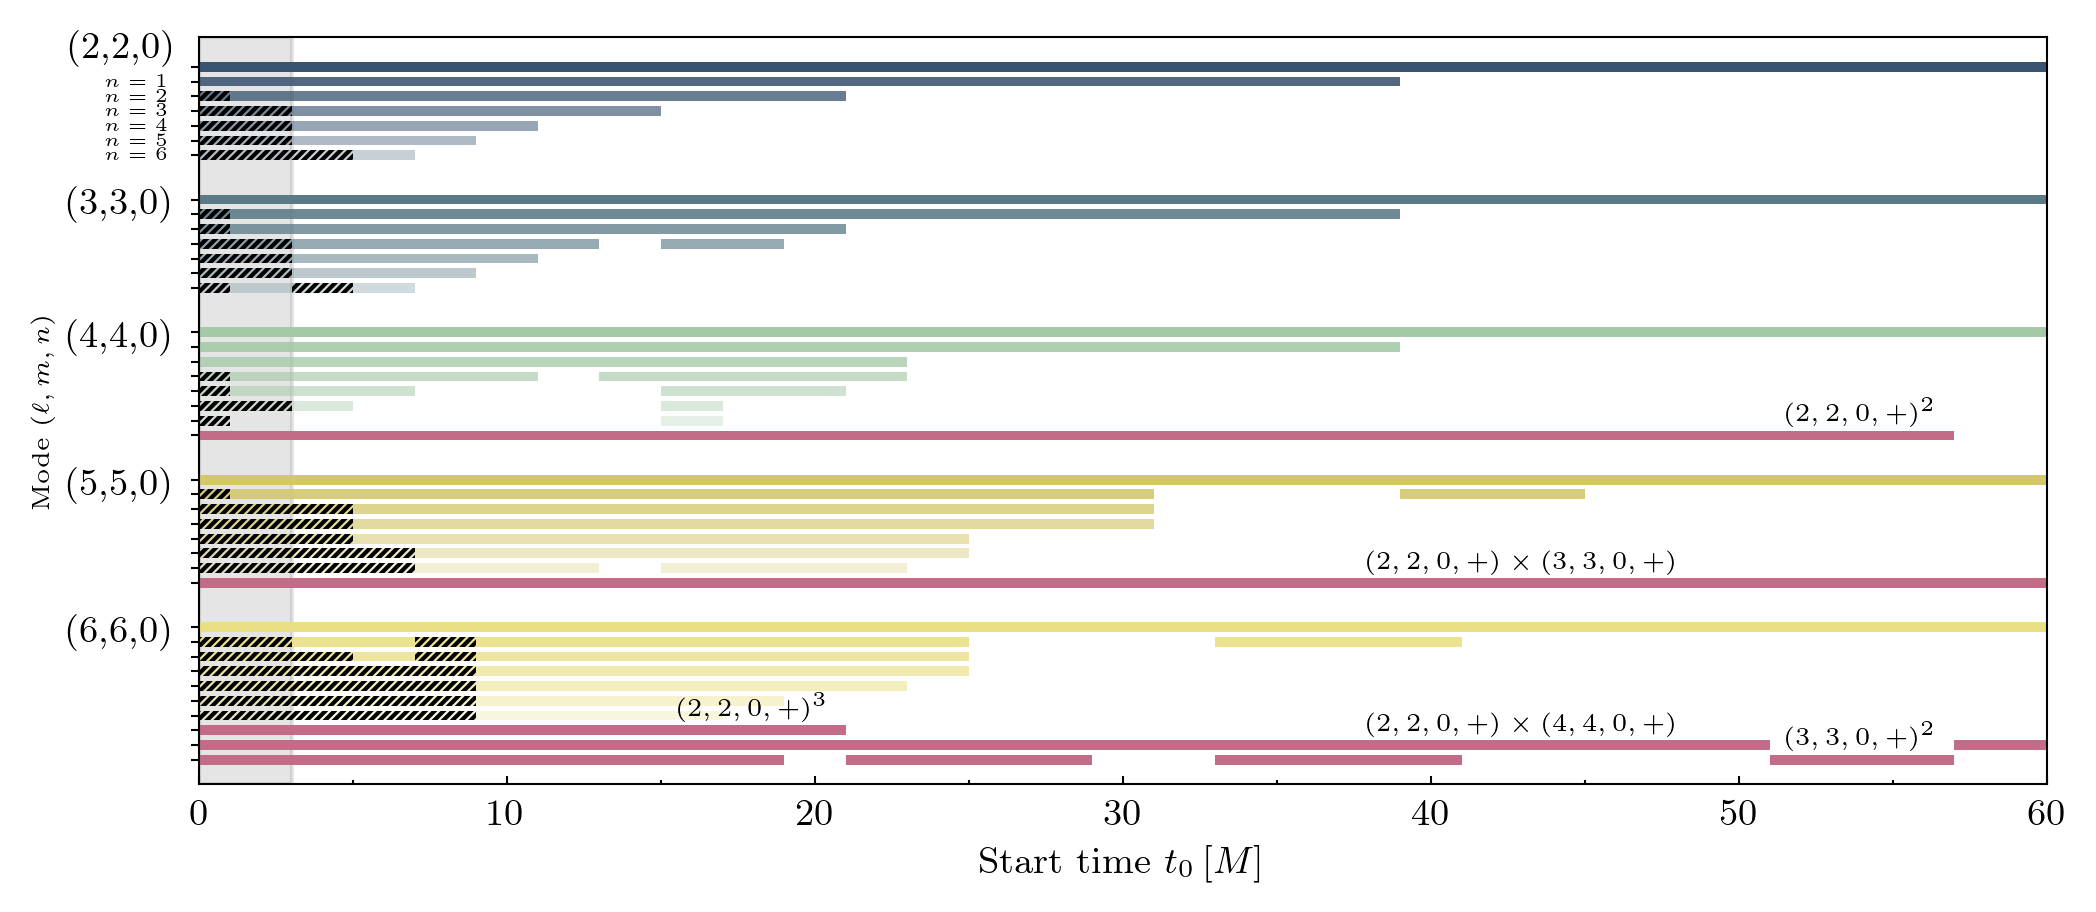 (2,2,0)
n = 1
n = 2
n = 3
n = 4
n = 5
n = 6
(3,3,0)
(4,4,0)
(2, 2, 0, +)²
Mode (ℓ, m, n)
(5,5,0)
(2, 2, 0, +) × (3, 3, 0, +)
(6,6,0)
(2, 2, 0, +)³
(2, 2, 0, +) × (4, 4, 0, +)
(3, 3, 0, +)²
0 10 20 30 40 50 60
Start time t₀ [M]